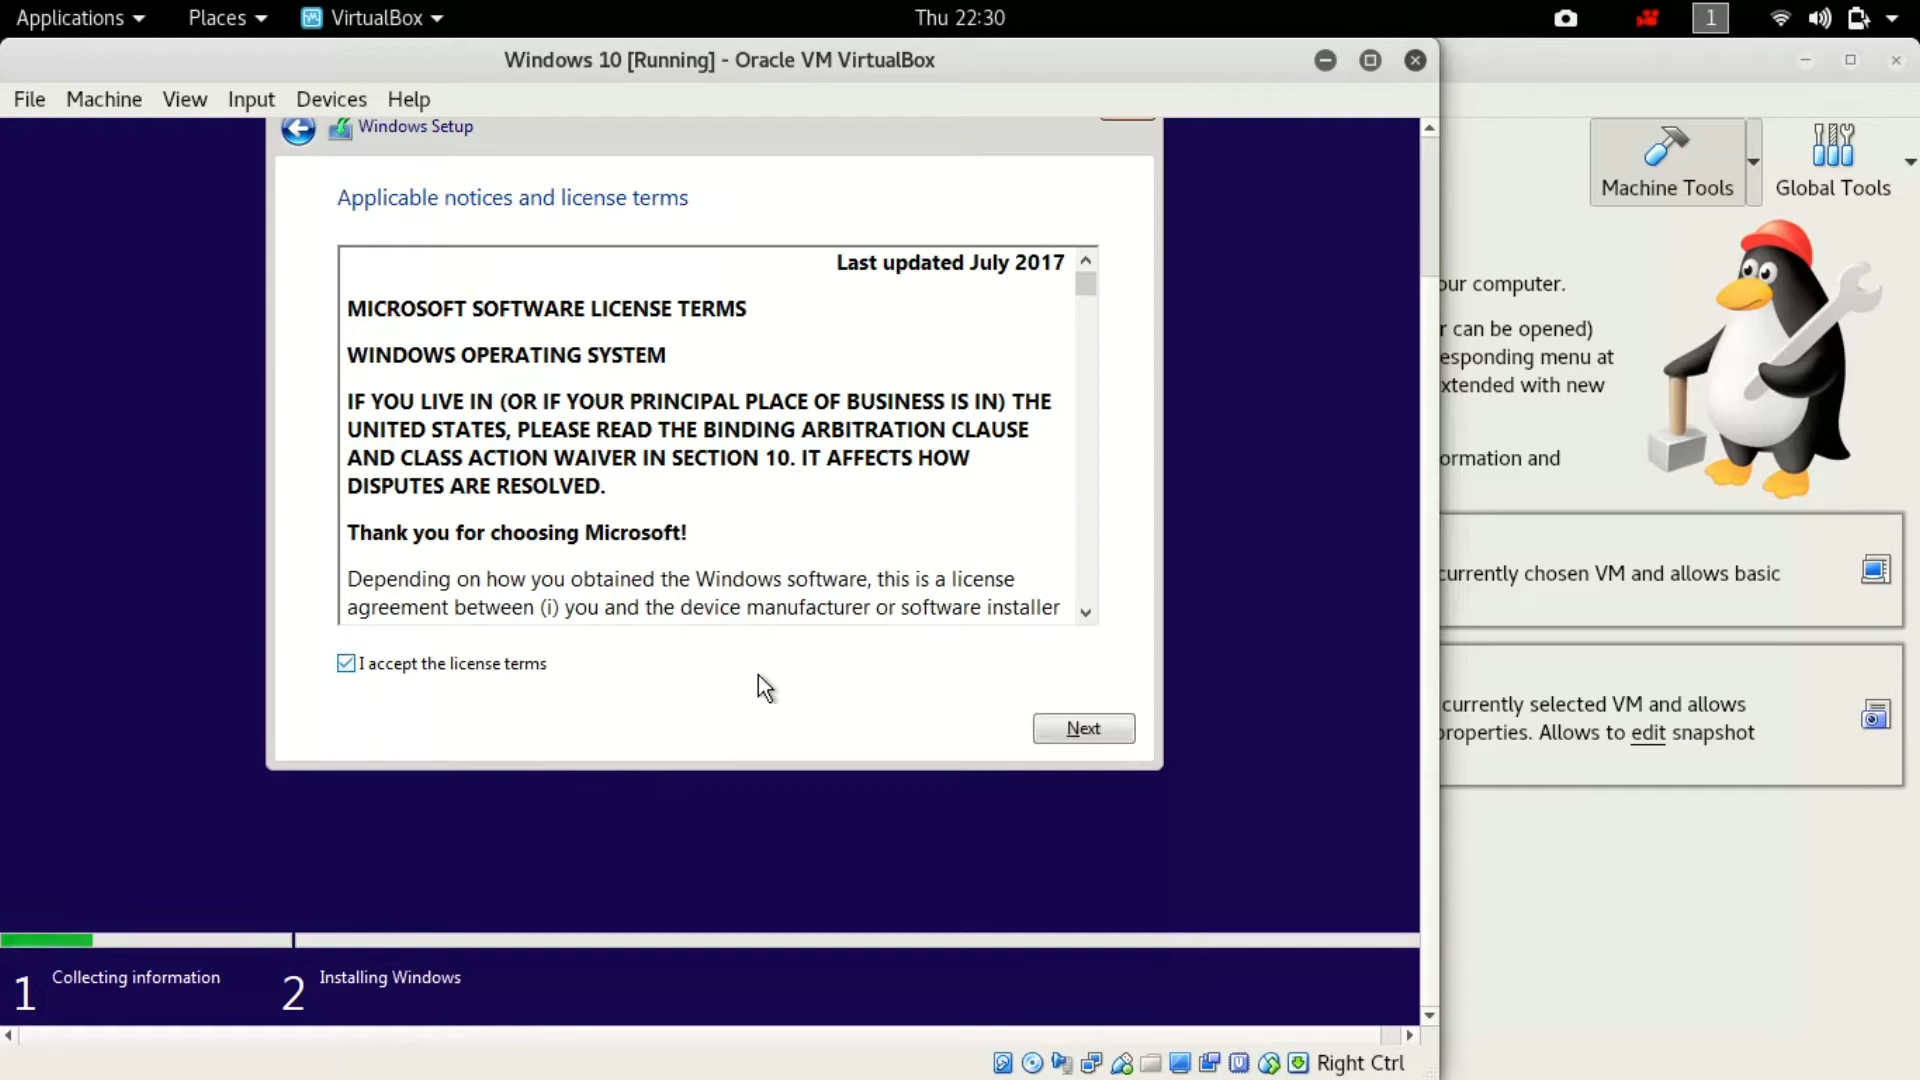 Applications Places VirtualBox Thu 22:30 1
Windows 10 [Running] - Oracle VM VirtualBox
File Machine View Input Devices Help
Windows Setup
Applicable notices and license terms
Last updated July 2017
MICROSOFT SOFTWARE LICENSE TERMS
WINDOWS OPERATING SYSTEM
IF YOU LIVE IN (OR IF YOUR PRINCIPAL PLACE OF BUSINESS IS IN) THE
UNITED STATES, PLEASE READ THE BINDING ARBITRATION CLAUSE
AND CLASS ACTION WAIVER IN SECTION 10. IT AFFECTS HOW
DISPUTES ARE RESOLVED.
Thank you for choosing Microsoft!
Depending on how you obtained the Windows software, this is a license
agreement between (i) you and the device manufacturer or software installer
I accept the license terms
Next
1 Collecting information
2 Installing Windows
Right Ctrl
Machine Tools
Global Tools
our computer.
r can be opened)
esponding menu at
xtended with new
ormation and
currently chosen VM and allows basic
currently selected VM and allows
properties. Allows to edit snapshot